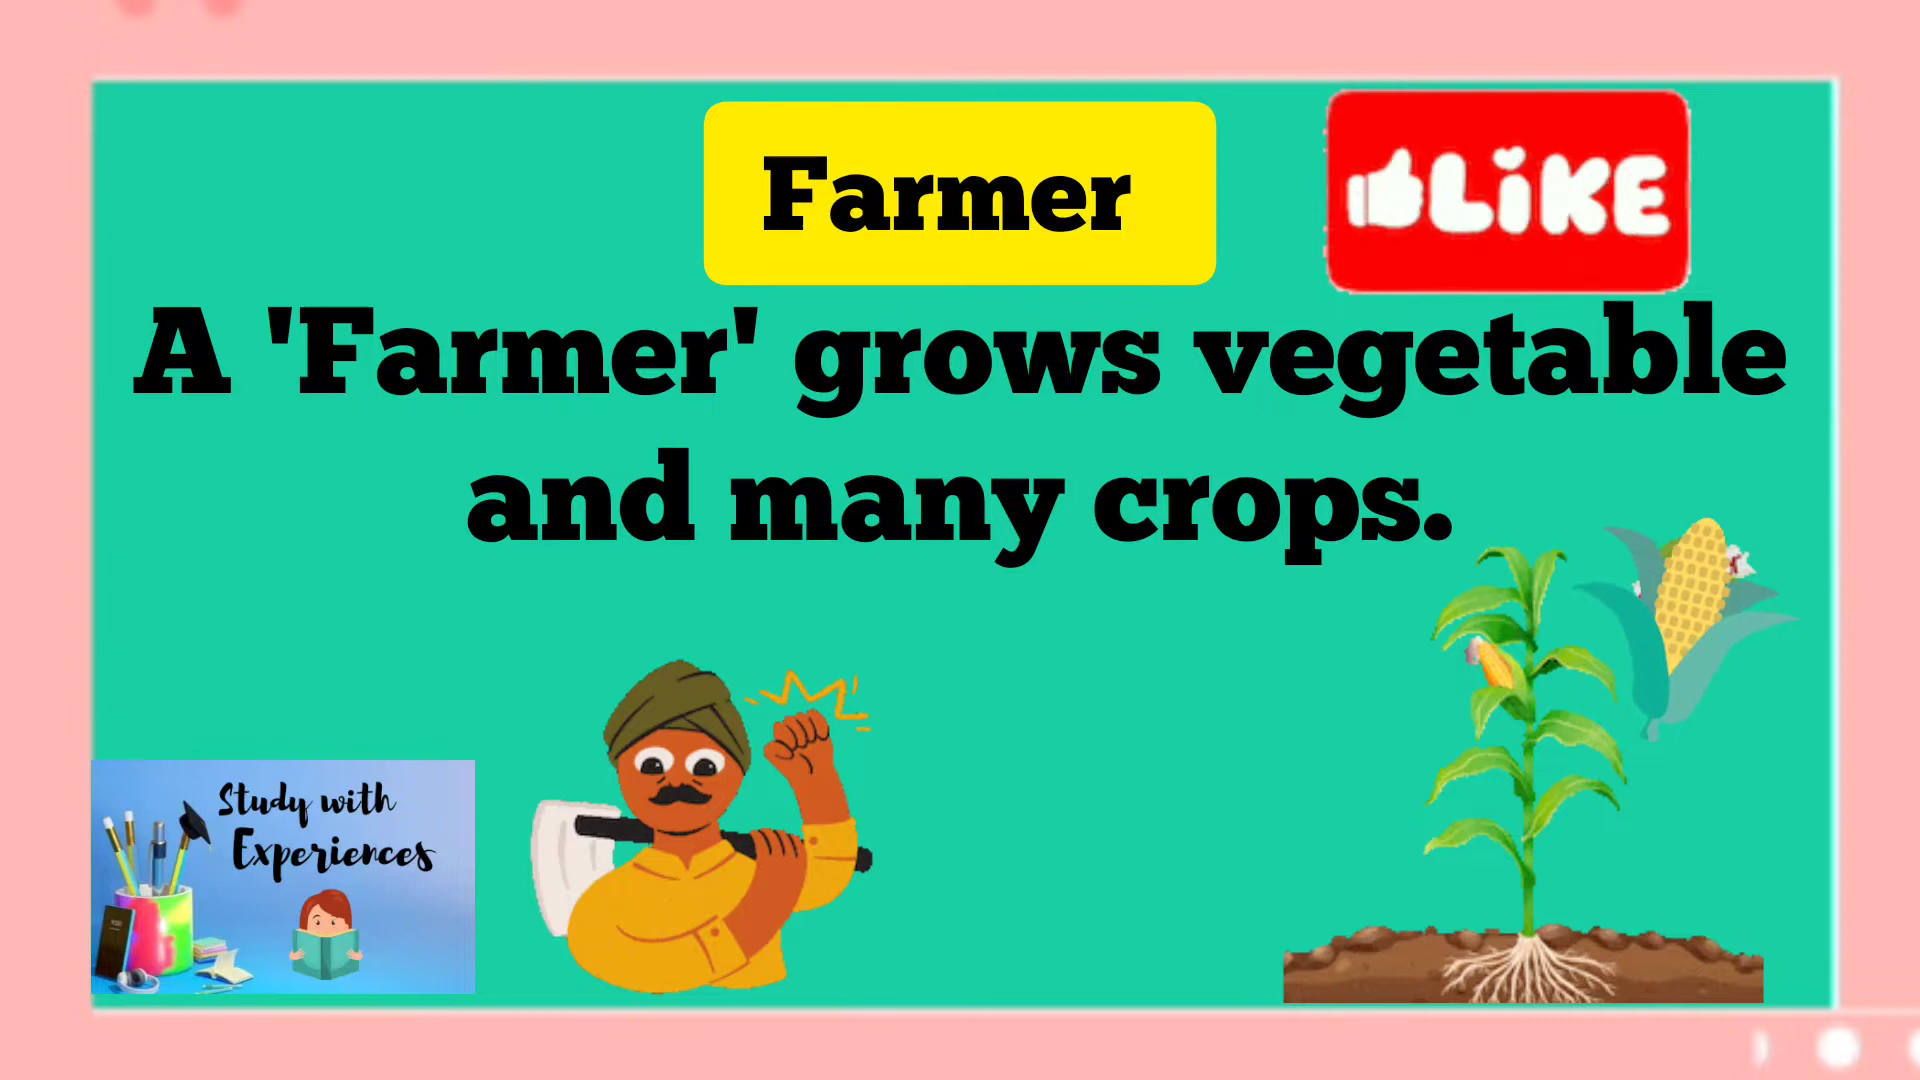 Farmer
LiKE
A 'Farmer' grows vegetable
and many crops.
Study with
Experiences